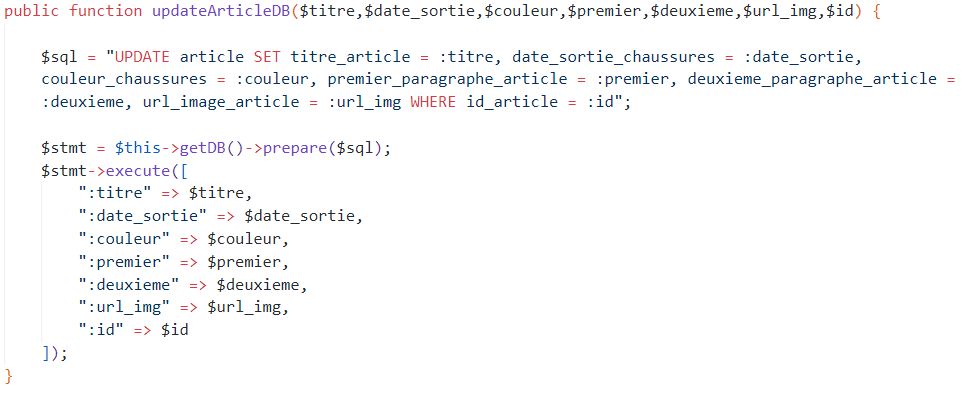 public function updateArticleDB($titre,$date_sortie,$couleur,$premier,$deuxieme,$url_img,$id) {
$sql = "UPDATE article SET titre_article = :titre, date_sortie_chaussures = :date_sortie,
couleur_chaussures = :couleur, premier_paragraphe_article = :premier, deuxieme_paragraphe_article =
:deuxieme, url_image_article = :url_img WHERE id_article = :id";
$stmt = $this->getDB()->prepare($sql);
$stmt->execute([
":titre" => $titre,
":date_sortie" => $date_sortie,
":couleur" => $couleur,
":premier" => $premier,
":deuxieme" => $deuxieme,
":url_img" => $url_img,
":id" => $id
]);
}